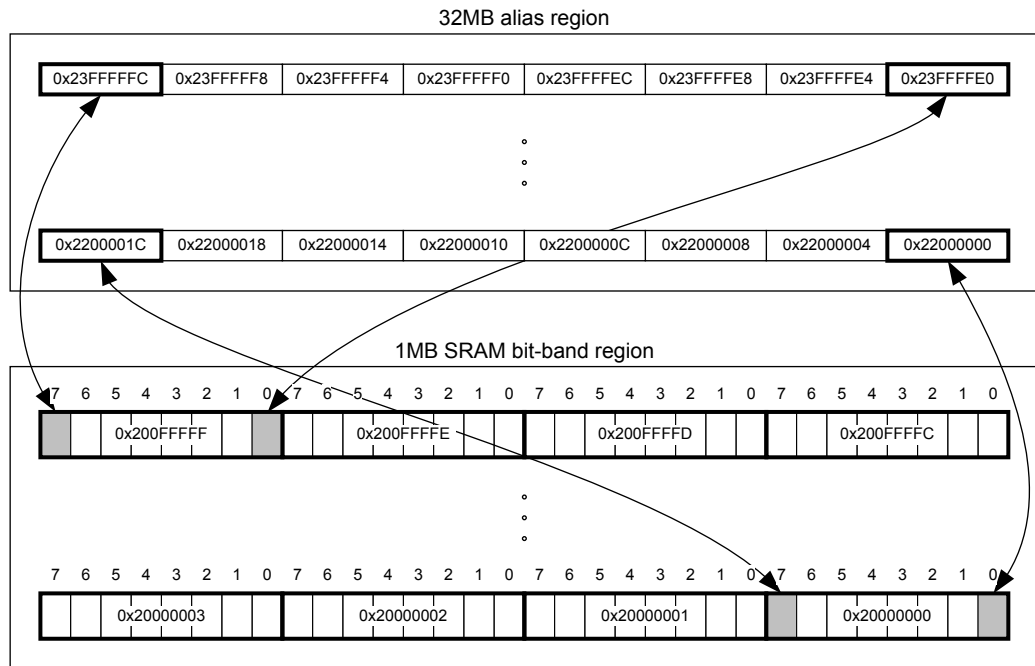 32MB alias region
0x23FFFFFC 0x23FFFFF8 0x23FFFFF4 0x23FFFFF0 0x23FFFFEC 0x23FFFFE8 0x23FFFFE4 0x23FFFFE0
0x2200001C 0x22000018 0x22000014 0x22000010 0x2200000C 0x22000008 0x22000004 0x22000000
1MB SRAM bit-band region
7 6 5 4 3 2 1 0 7 6 5 4 3 2 1 0 7 6 5 4 3 2 1 0 7 6 5 4 3 2 1 0
0x200FFFFF 0x200FFFFE 0x200FFFFD 0x200FFFFC
7 6 5 4 3 2 1 0 7 6 5 4 3 2 1 0 7 6 5 4 3 2 1 0 7 6 5 4 3 2 1 0
0x20000003 0x20000002 0x20000001 0x20000000